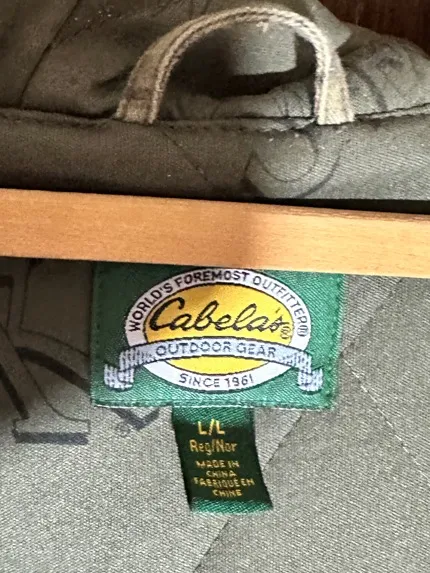 WORLD'S FOREMOST OUTFITTER®
Cabela's®
OUTDOOR GEAR
SINCE 1961
L/L
Reg/Nor
MADE IN
CHINA
FABRIQUÉ EN
CHINE